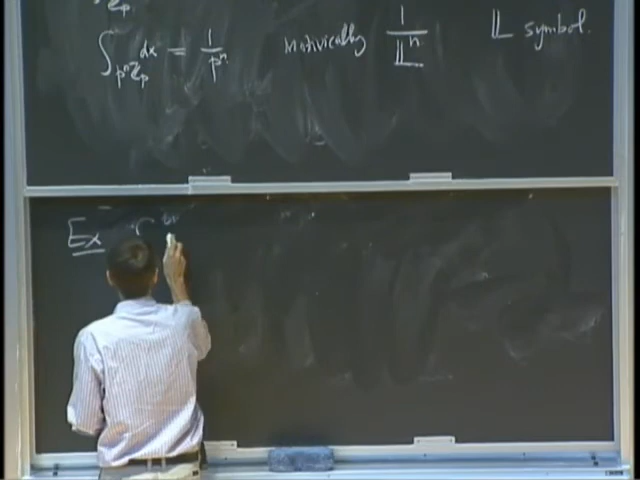 ∫_{p^n ℤ_p} dx = 1/p^n motivically 1/𝕃^n 𝕃 symbol.
Ex